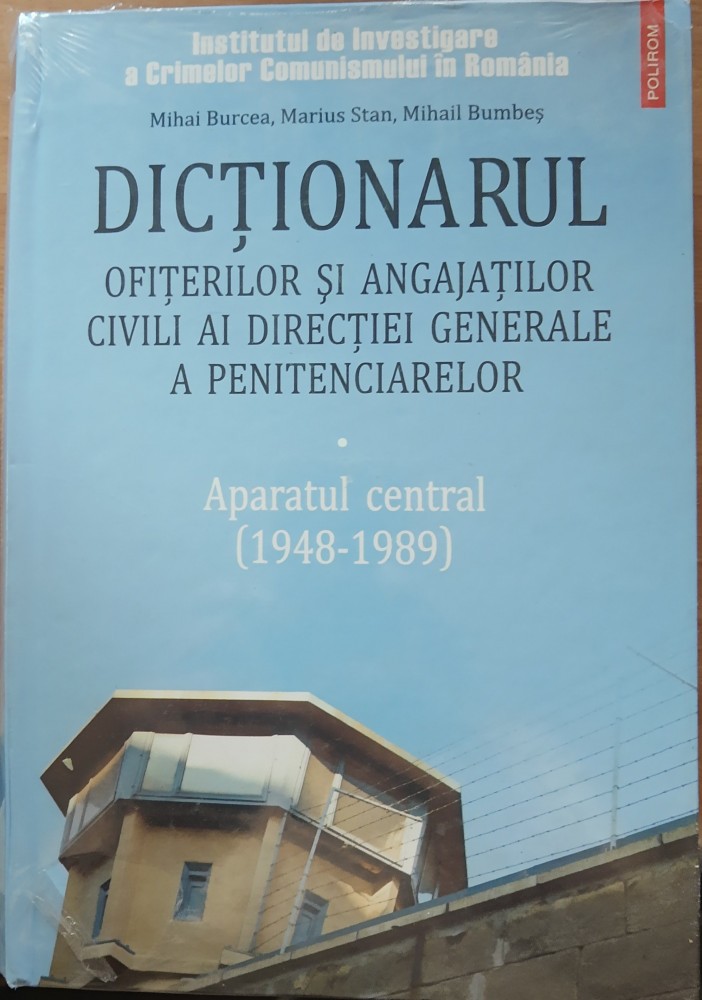 Institutul de Investigare
a Crimelor Comunismului în România
POLIROM
Mihai Burcea, Marius Stan, Mihail Bumbeș
DICȚIONARUL
OFIȚERILOR ȘI ANGAJAȚILOR
CIVILI AI DIRECȚIEI GENERALE
A PENITENCIARELOR
•
Aparatul central
(1948-1989)